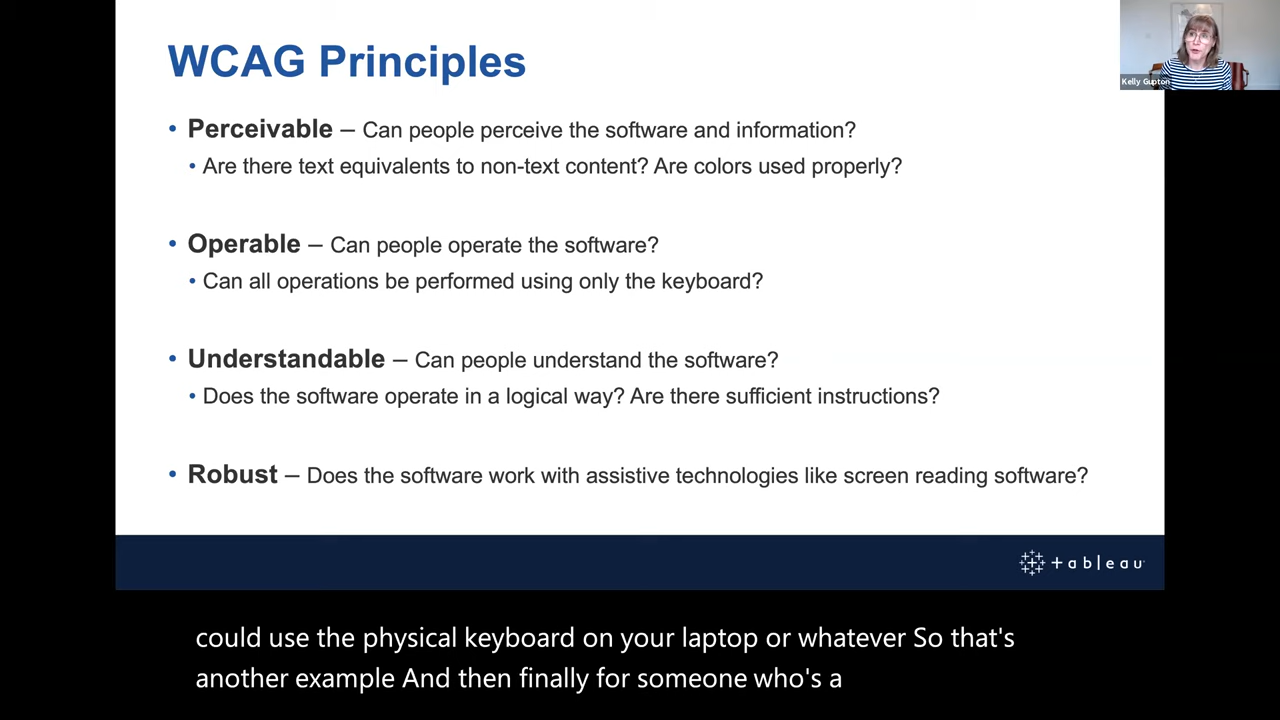 WCAG Principles
Kelly Gupton
• Perceivable – Can people perceive the software and information?
• Are there text equivalents to non-text content? Are colors used properly?
• Operable – Can people operate the software?
• Can all operations be performed using only the keyboard?
• Understandable – Can people understand the software?
• Does the software operate in a logical way? Are there sufficient instructions?
• Robust – Does the software work with assistive technologies like screen reading software?
+ a b l e a u
could use the physical keyboard on your laptop or whatever So that's
another example And then finally for someone who's a